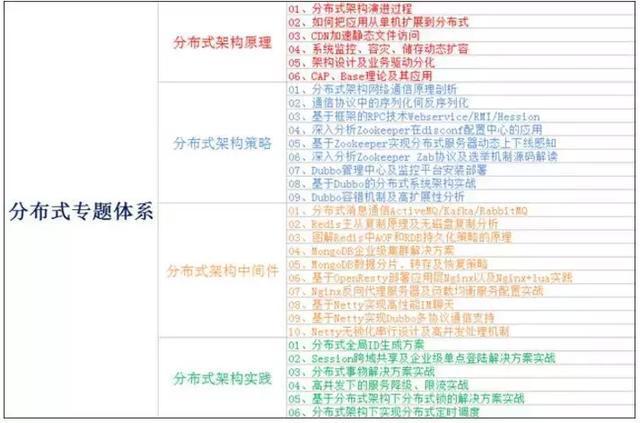 分布式专题体系
分布式架构原理
01、分布式架构演进过程
02、如何把应用从单机扩展到分布式
03、CDN加速静态文件访问
04、系统监控、容灾、储存动态扩容
05、架构设计及业务驱动分化
06、CAP、Base理论及其应用
分布式架构策略
01、分布式架构网络通信原理剖析
02、通信协议中的序列化何反序列化
03、基于框架的RPC技术Webservice/RMI/Hession
04、深入分析Zookeeper在disconf配置中心的应用
05、基于Zookeeper实现分布式服务器动态上下线感知
06、深入分析Zookeeper Zab协议及选举机制源码解读
07、Dubbo管理中心及监控平台安装部署
08、基于Dubbo的分布式系统架构实战
09、Dubbo容错机制及高扩展性分析
分布式架构中间件
01、分布式消息通信ActiveMQ/Kafka/RabbitMQ
02、Redis主从复制原理及无磁盘复制分析
03、图解Redis中AOF和RDB持久化策略的原理
04、MongoDB企业级集群解决方案
05、MongoDB数据分片、转存及恢复策略
06、基于OpenResty部署应用层Nginx以及Nginx+lua实践
07、Nginx反向代理服务器及负载均衡服务配置实战
08、基于Netty实现高性能IM聊天
09、基于Netty实现Dubbo多协议通信支持
10、Netty无锁化串行设计及高并发处理机制
分布式架构实践
01、分布式全局ID生成方案
02、Session跨域共享及企业级单点登陆解决方案实战
03、分布式事物解决方案实战
04、高并发下的服务降级、限流实战
05、基于分布式架构下分布式锁的解决方案实战
06、分布式架构下实现分布式定时调度